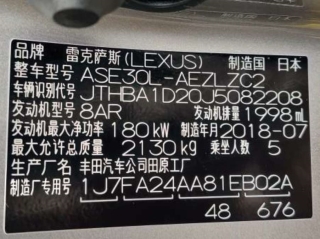 品牌 雷克萨斯(LEXUS) 制造国 日本
整车型号 ASE30L-AEZLZC2
车辆识别代号 JTHBA1D20J5082208
发动机型号 8AR 发动机排量 1998mL
发动机最大净功率 180kW 制造年月 2018-07
最大允许总质量 2130kg 乘坐人数 5
生产厂名 丰田汽车公司田原工厂
制造厂专用号 1J7FA24AA81EB02A
48 676